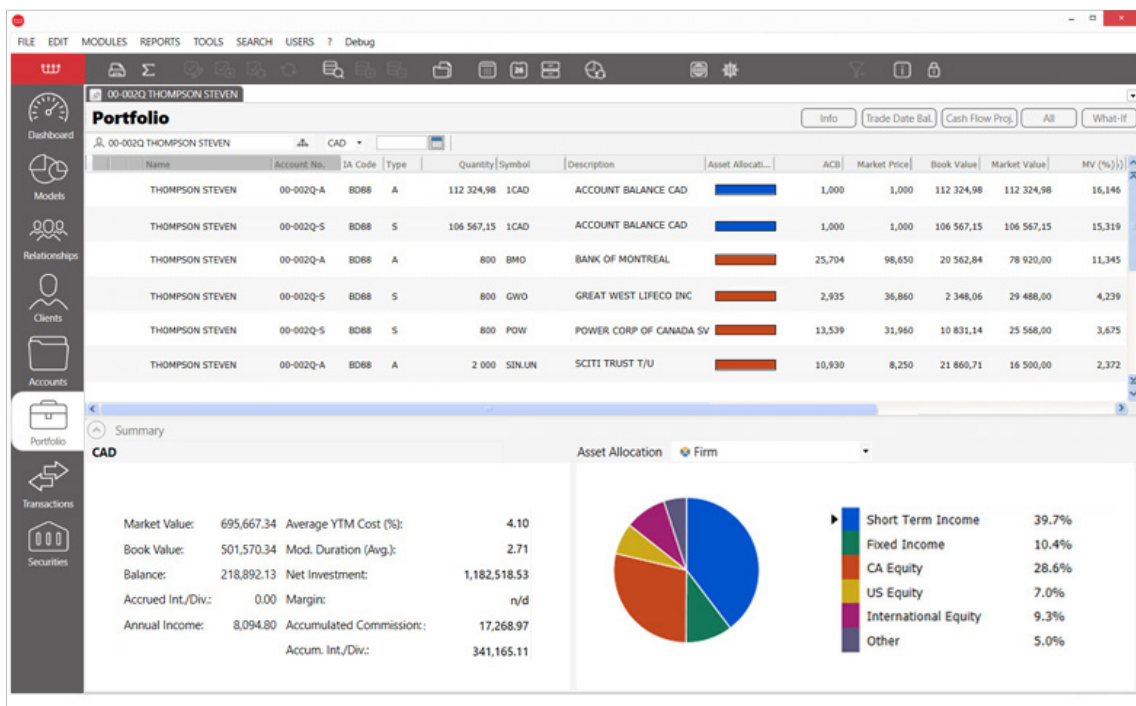 FILE EDIT MODULES REPORTS TOOLS SEARCH USERS ? Debug
26
00-002Q THOMPSON STEVEN
Portfolio
Info Trade Date Bal. Cash Flow Proj. All What-If
00-002Q THOMPSON STEVEN CAD
Name Account No. IA Code Type Quantity Symbol Description Asset Allocati... ACB Market Price Book Value Market Value MV (%)
THOMPSON STEVEN 00-002Q-A BD88 A 112 324,98 1CAD ACCOUNT BALANCE CAD 1,000 1,000 112 324,98 112 324,98 16,146
THOMPSON STEVEN 00-002Q-S BD88 S 106 567,15 1CAD ACCOUNT BALANCE CAD 1,000 1,000 106 567,15 106 567,15 15,319
THOMPSON STEVEN 00-002Q-A BD88 A 800 BMO BANK OF MONTREAL 25,704 98,650 20 562,84 78 920,00 11,345
THOMPSON STEVEN 00-002Q-S BD88 S 800 GWO GREAT WEST LIFECO INC 2,935 36,860 2 348,06 29 488,00 4,239
THOMPSON STEVEN 00-002Q-S BD88 S 800 POW POWER CORP OF CANADA SV 13,539 31,960 10 831,14 25 568,00 3,675
THOMPSON STEVEN 00-002Q-A BD88 A 2 000 SIN.UN SCITI TRUST T/U 10,930 8,250 21 860,71 16 500,00 2,372
Dashboard
Models
Relationships
Clients
Accounts
Portfolio
Transactions
Securities
Summary
CAD
Market Value: 695,667.34 Average YTM Cost (%): 4.10
Book Value: 501,570.34 Mod. Duration (Avg.): 2.71
Balance: 218,892.13 Net Investment: 1,182,518.53
Accrued Int./Div.: 0.00 Margin: n/d
Annual Income: 8,094.80 Accumulated Commission: : 17,268.97
Accum. Int./Div.: 341,165.11
Asset Allocation Firm
Short Term Income 39.7%
Fixed Income 10.4%
CA Equity 28.6%
US Equity 7.0%
International Equity 9.3%
Other 5.0%